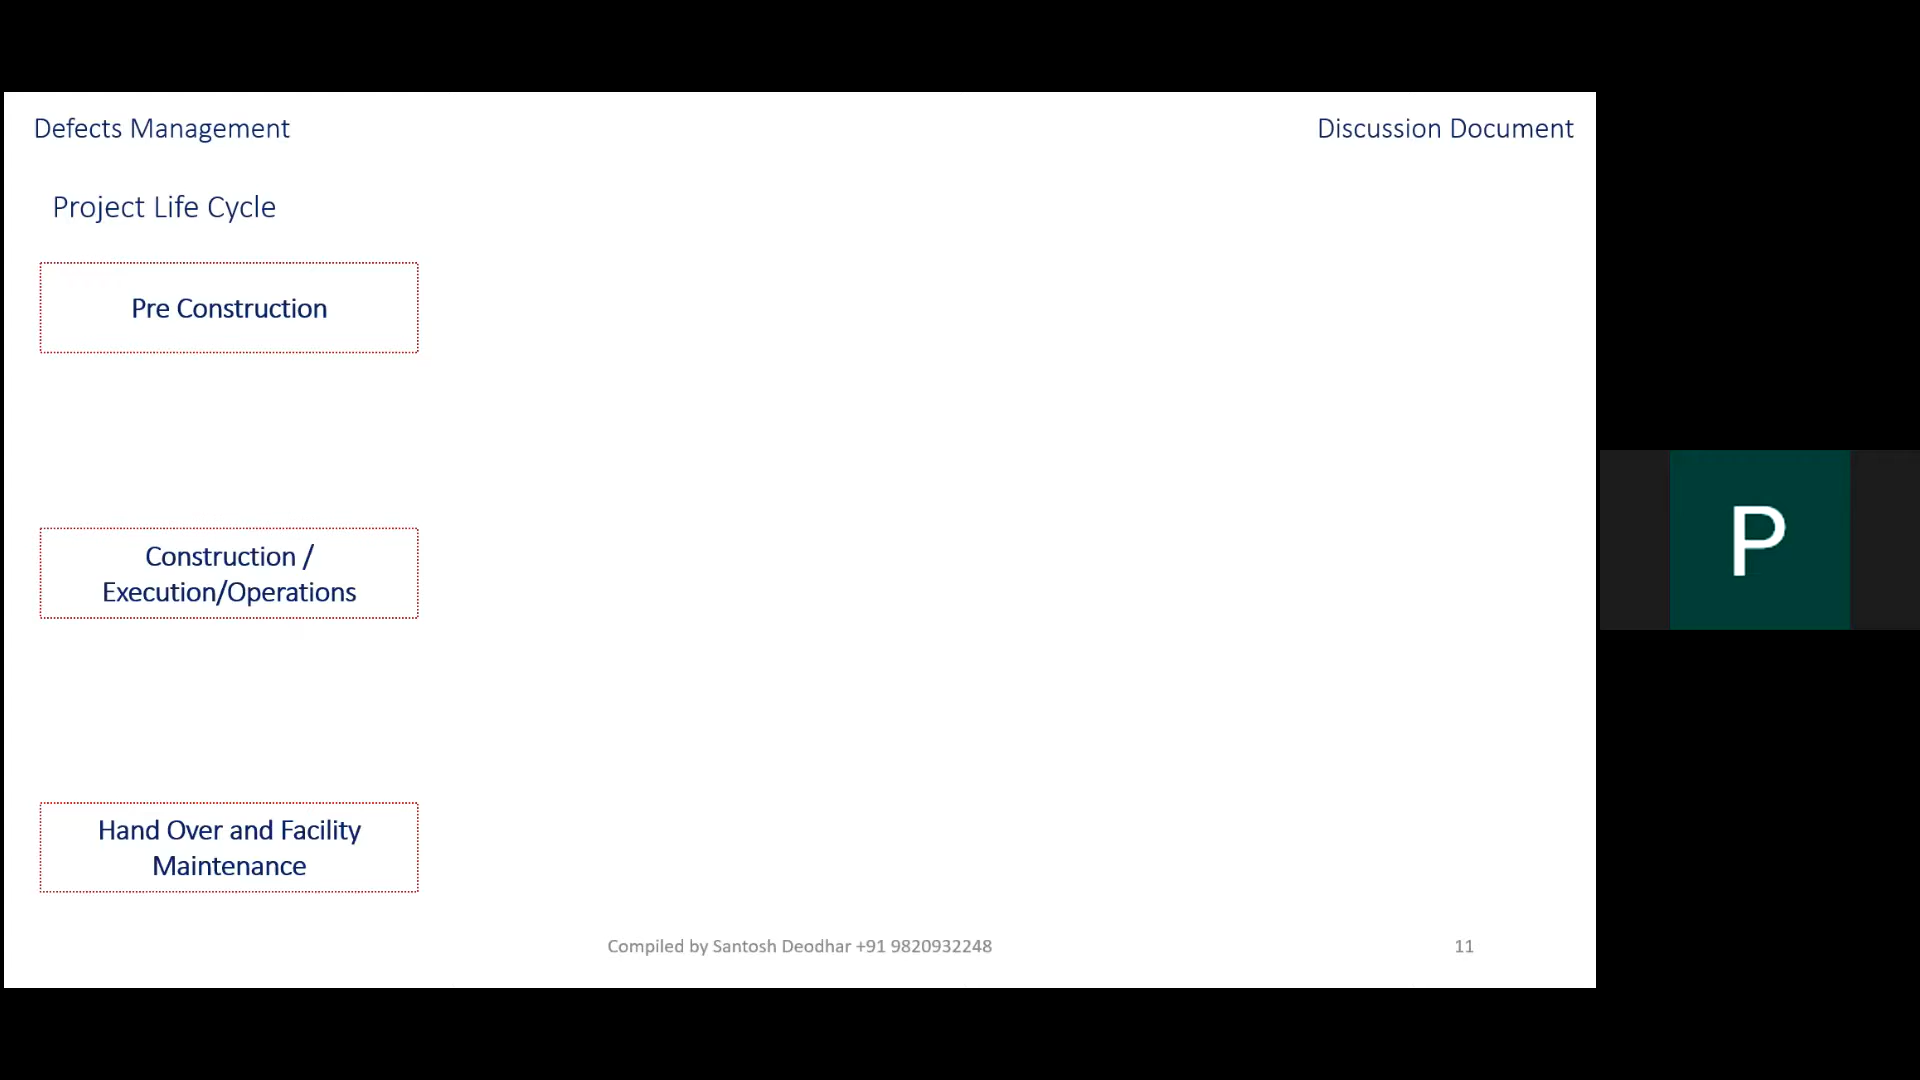 Defects Management
Discussion Document
Project Life Cycle
Pre Construction
Construction /
Execution/Operations
Hand Over and Facility
Maintenance
Compiled by Santosh Deodhar +91 9820932248
11
P